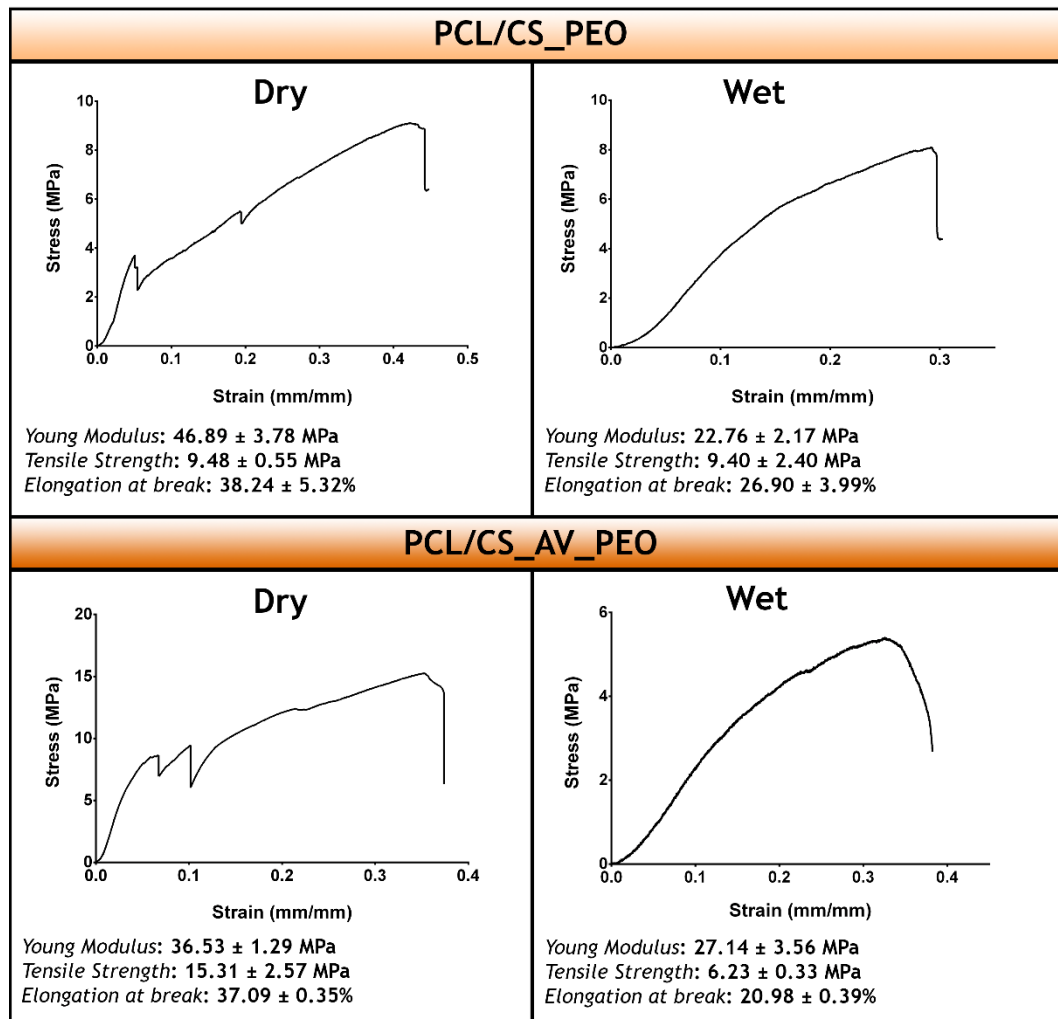 PCL/CS_PEO
Dry
10
8
6
4
2
0
Stress (MPa)
0.0 0.1 0.2 0.3 0.4 0.5
Strain (mm/mm)
Young Modulus: 46.89 ± 3.78 MPa
Tensile Strength: 9.48 ± 0.55 MPa
Elongation at break: 38.24 ± 5.32%
Wet
10
8
6
4
2
0
Stress (MPa)
0.0 0.1 0.2 0.3
Strain (mm/mm)
Young Modulus: 22.76 ± 2.17 MPa
Tensile Strength: 9.40 ± 2.40 MPa
Elongation at break: 26.90 ± 3.99%
PCL/CS_AV_PEO
Dry
20
15
10
5
0
Stress (MPa)
0.0 0.1 0.2 0.3 0.4
Strain (mm/mm)
Young Modulus: 36.53 ± 1.29 MPa
Tensile Strength: 15.31 ± 2.57 MPa
Elongation at break: 37.09 ± 0.35%
Wet
6
4
2
0
Stress (MPa)
0.0 0.1 0.2 0.3 0.4
Strain (mm/mm)
Young Modulus: 27.14 ± 3.56 MPa
Tensile Strength: 6.23 ± 0.33 MPa
Elongation at break: 20.98 ± 0.39%